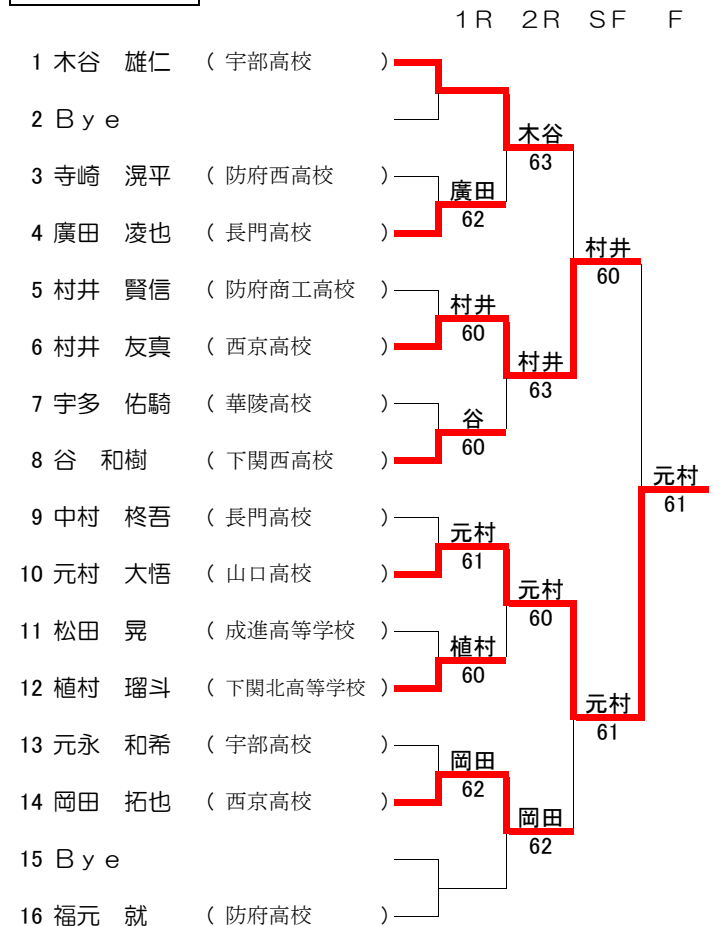 1R 2R SF F
1 木谷 雄仁 ( 宇部高校 )
2 Bye
木谷
63
3 寺崎 滉平 ( 防府西高校 )
廣田
62
4 廣田 凌也 ( 長門高校 )
村井
60
5 村井 賢信 ( 防府商工高校 )
村井
60
6 村井 友真 ( 西京高校 )
村井
63
7 宇多 佑騎 ( 華陵高校 )
谷
60
8 谷 和樹 ( 下関西高校 )
元村
61
9 中村 柊吾 ( 長門高校 )
元村
61
10 元村 大悟 ( 山口高校 )
元村
60
11 松田 晃 ( 成進高等学校 )
植村
60
12 植村 瑠斗 ( 下関北高等学校 )
元村
61
13 元永 和希 ( 宇部高校 )
岡田
62
14 岡田 拓也 ( 西京高校 )
岡田
62
15 Bye
16 福元 就 ( 防府高校 )